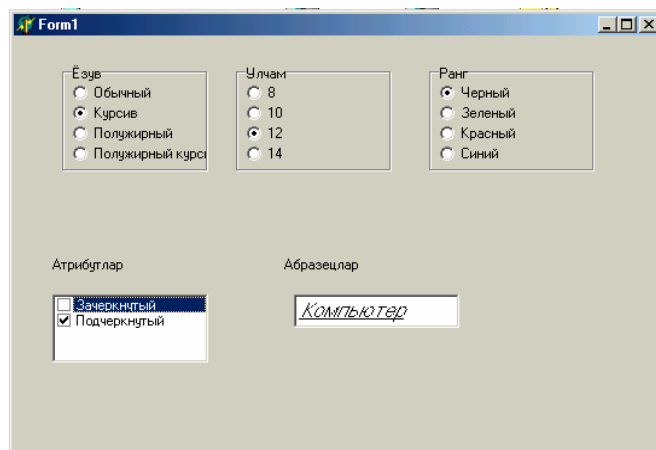 Form1
Ёзув
Обычный
Курсив
Полужирный
Полужирный курси
Улчам
8
10
12
14
Ранг
Черный
Зеленый
Красный
Синий
Атрибутлар
Зачеркнутый
Подчеркнутый
Абразецлар
Компьютер